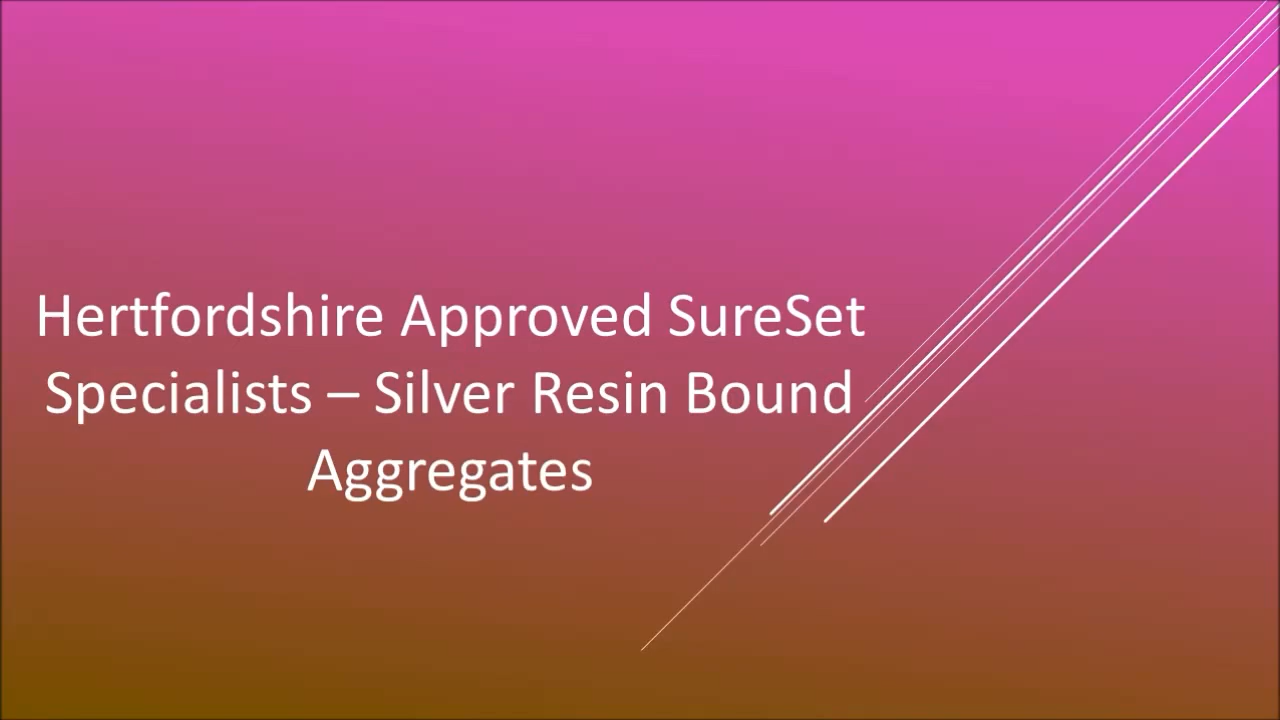 Hertfordshire Approved SureSet
Specialists – Silver Resin Bound
Aggregates